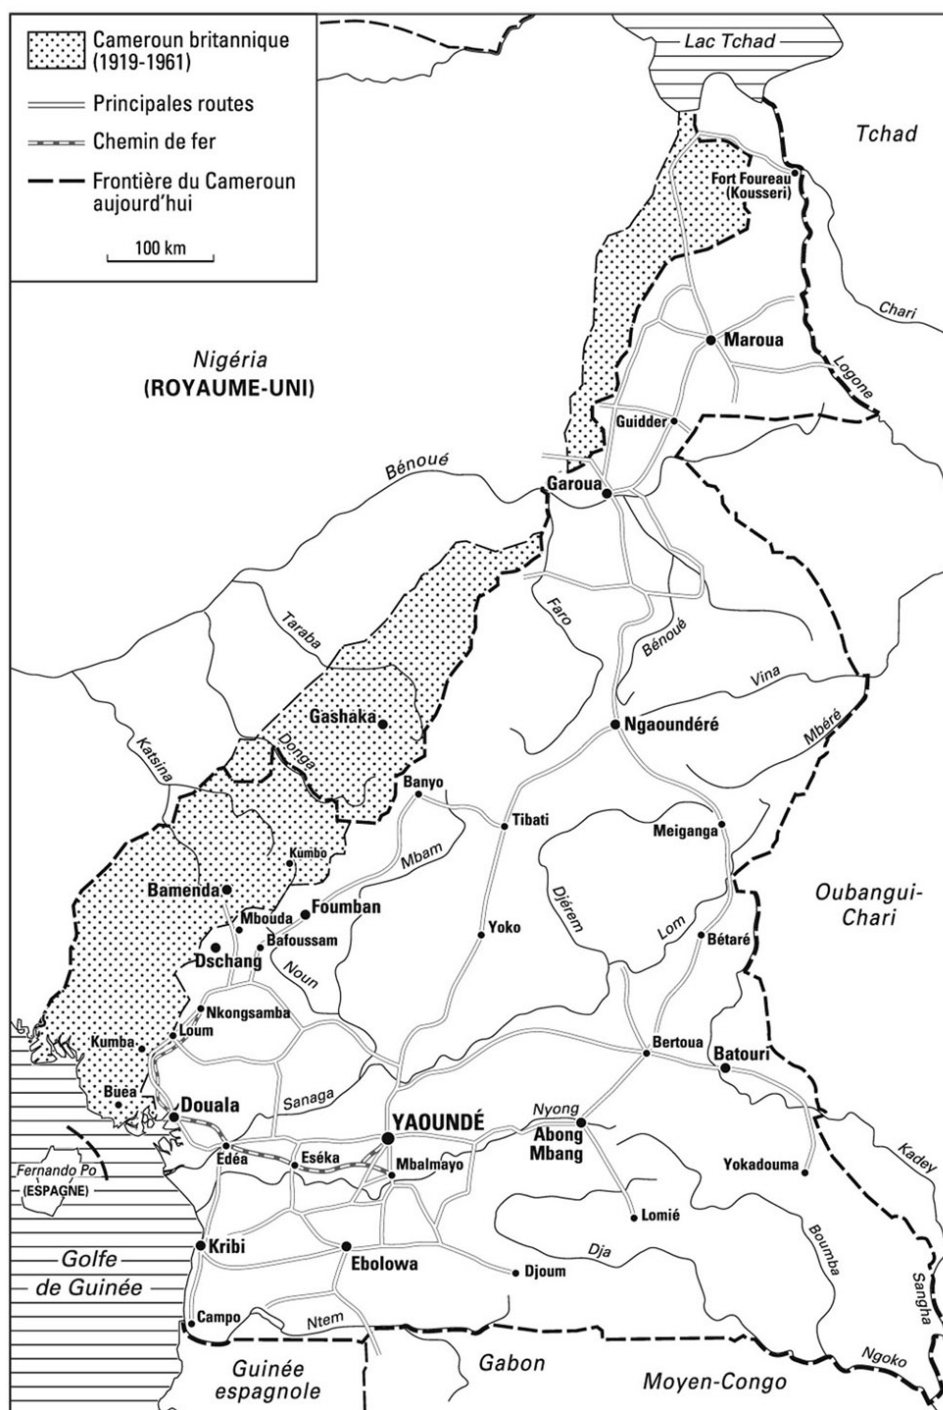 Cameroun britannique
(1919-1961)
Principales routes
Chemin de fer
Frontière du Cameroun
aujourd'hui
100 km
Lac Tchad
Tchad
Fort Foureau
(Kousseri)
Chari
Nigéria
(ROYAUME-UNI)
Maroua
Logone
Guidder
Bénoué
Garoua
Taraba
Faro
Bénoué
Vina
Gashaka
Ngaoundéré
Mbéré
Katsina
Donga
Banyo
Tibati
Meiganga
Kumbo
Mbam
Bamenda
Foumban
Djérem
Lom
Oubangui-
Chari
Mbouda
Bafoussam
Yoko
Bétaré
Dschang
Noun
Nkongsamba
Loum
Kumba
Bertoua
Batouri
Buea
Douala
Sanaga
YAOUNDÉ
Nyong
Abong
Mbang
Edéa
Eséka
Mbalmayo
Yokadouma
Kadey
Fernando Po
(ESPAGNE)
Lomié
Kribi
Dja
Boumba
Golfe
de Guinée
Ebolowa
Djoum
Sangha
Campo
Ntem
Guinée
espagnole
Gabon
Ngoko
Moyen-Congo